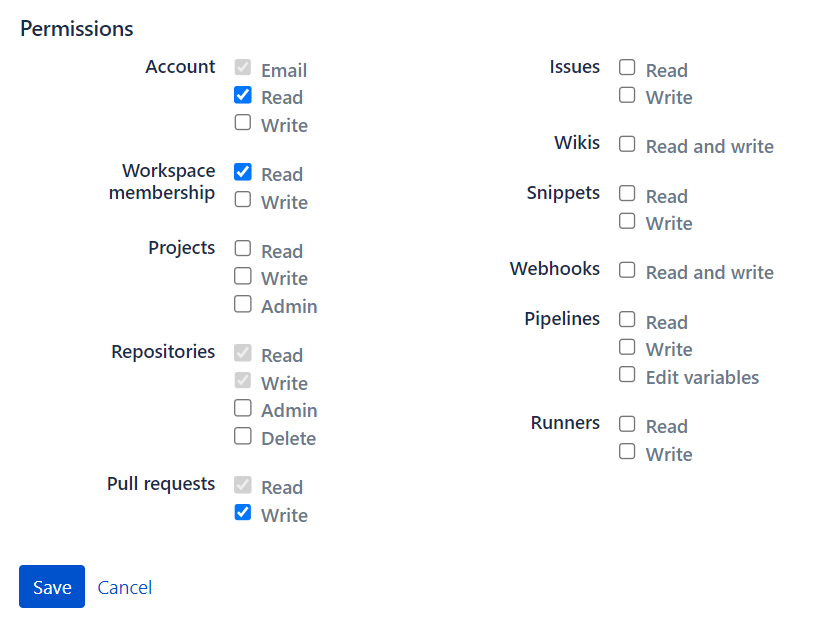 Permissions
Account
Email
Read
Write
Workspace
membership
Read
Write
Projects
Read
Write
Admin
Repositories
Read
Write
Admin
Delete
Pull requests
Read
Write
Issues
Read
Write
Wikis
Read and write
Snippets
Read
Write
Webhooks
Read and write
Pipelines
Read
Write
Edit variables
Runners
Read
Write
Save
Cancel